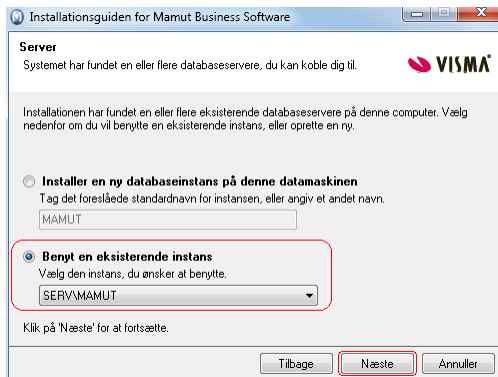 Installationsguiden for Mamut Business Software
Server
Systemet har fundet en eller flere databaseservere, du kan koble dig til.
VISMA
Installationen har fundet en eller flere eksisterende databaseservere på denne computer. Vælg
nedenfor om du vil benytte en eksisterende instans, eller oprette en ny.
Installer en ny databaseinstans på denne datamaskinen
Tag det foreslåede standardnavn for instansen, eller angiv et andet navn.
MAMUT
Benyt en eksisterende instans
Vælg den instans, du ønsker at benytte.
SERV\MAMUT
Klik på 'Næste' for at fortsætte.
Tilbage
Næste
Annuller